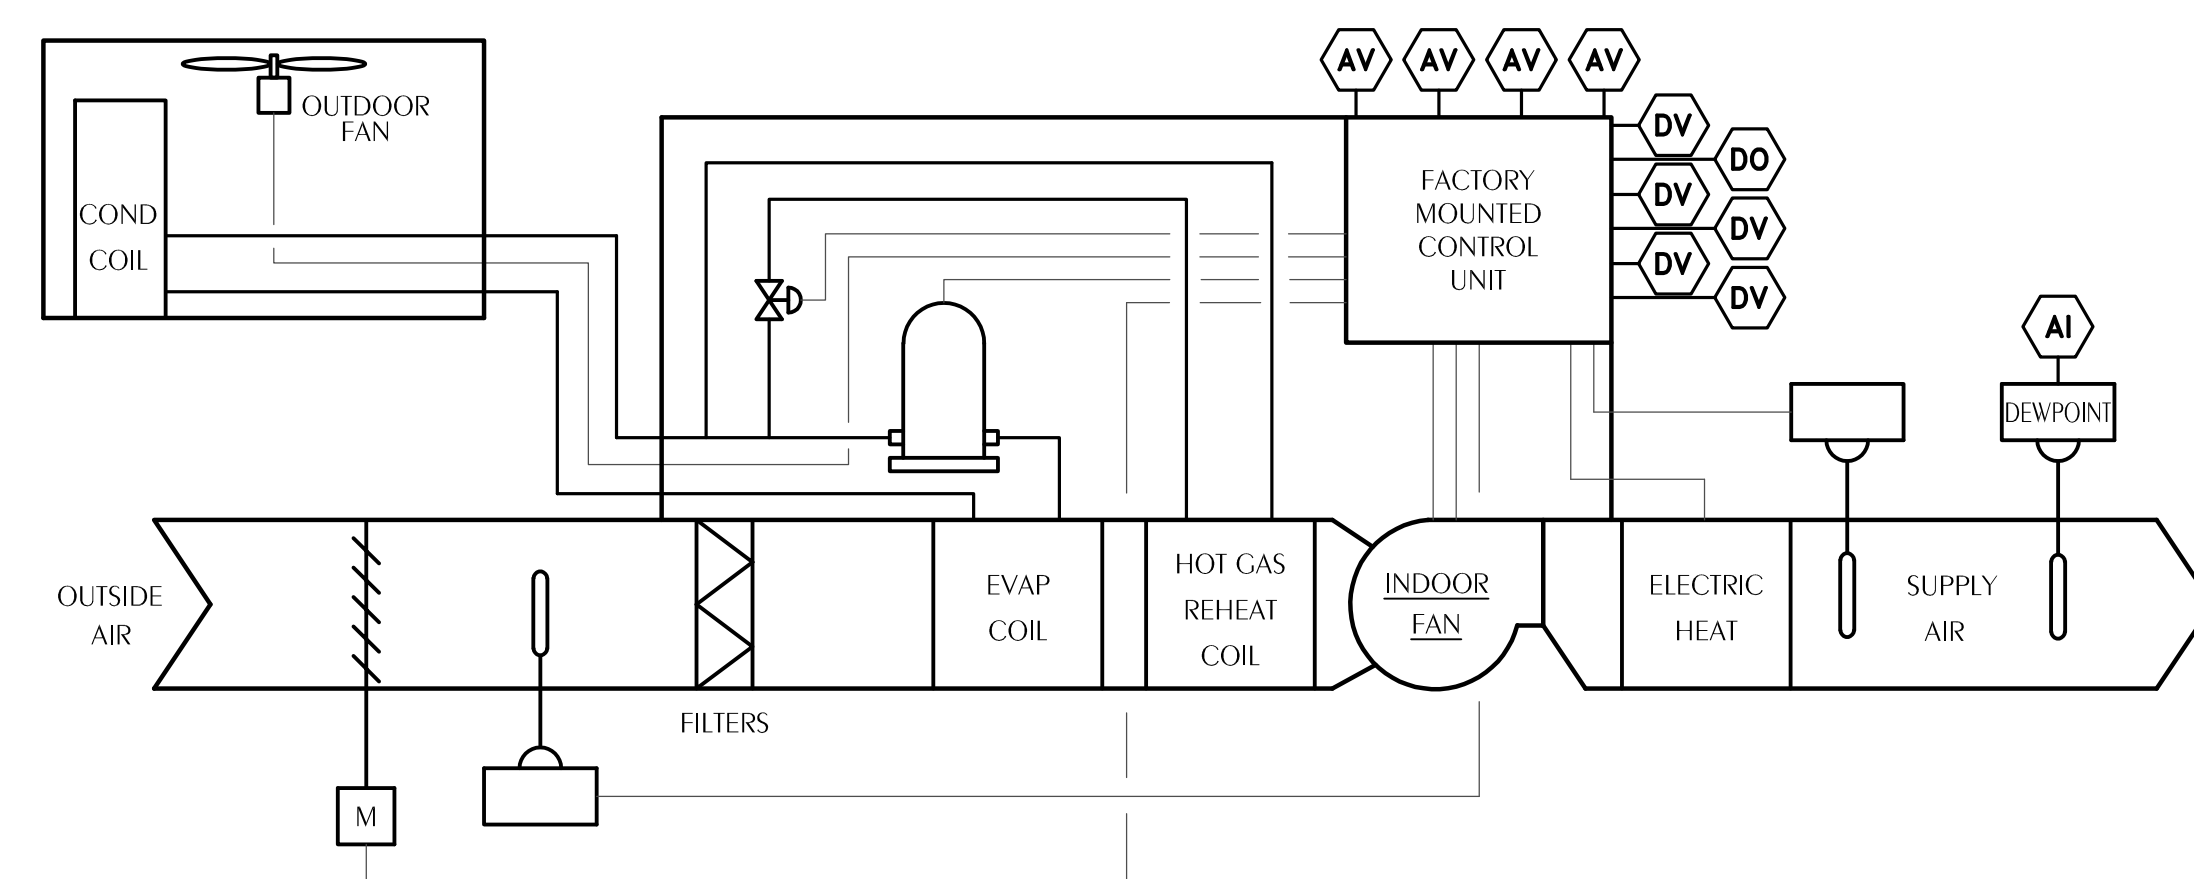 AV AV AV AV
OUTDOOR
FAN
DV
DO
DV
DV
DV
DV
FACTORY
MOUNTED
CONTROL
UNIT
COND
COIL
AI
DEWPOINT
OUTSIDE
AIR
EVAP
COIL
HOT GAS
REHEAT
COIL
INDOOR
FAN
ELECTRIC
HEAT
SUPPLY
AIR
FILTERS
M